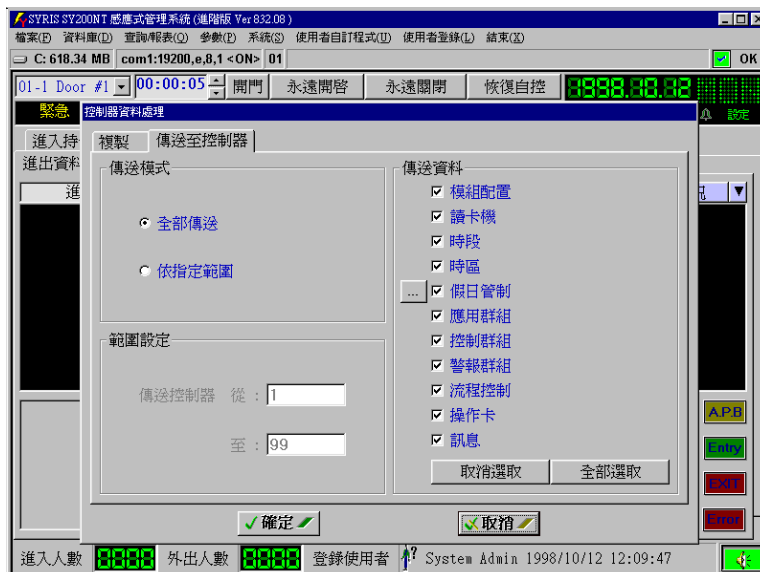 SYRIS SY200NT 感應式管理系統 (進階版 Ver 832.08 )
檔案(F) 資料庫(D) 查詢/報表(O) 參數(P) 系統(S) 使用者自訂程式(U) 使用者登錄(L) 結束(X)
C: 618.34 MB com1:19200,e,8,1 <ON> 01 OK
01-1 Door #1 00:00:05 開門 永遠開啓 永遠關閉 恢復自控 1998.10.12
緊急 控制器資料處理 設定
進入持 複製 傳送至控制器
進出資料
傳送模式 傳送資料
進 況
全部傳送
依指定範圍
模組配置
讀卡機
時段
時區
... 假日管制
應用群組
控制群組
警報群組
流程控制
操作卡
訊息
取消選取 全部選取
範圍設定
傳送控制器 從 : 1
至 : 99
A.P.B
Entry
EXIT
Error
確定 取消
進入人數 8888 外出人數 8888 登錄使用者 System Admin 1998/10/12 12:09:47